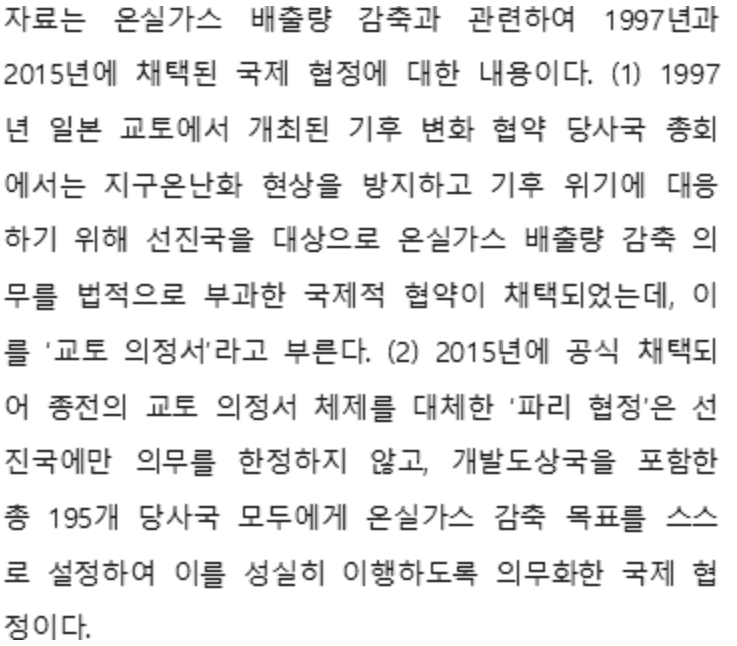 자료는 온실가스 배출량 감축과 관련하여 1997년과
2015년에 채택된 국제 협정에 대한 내용이다. (1) 1997
년 일본 교토에서 개최된 기후 변화 협약 당사국 총회
에서는 지구온난화 현상을 방지하고 기후 위기에 대응
하기 위해 선진국을 대상으로 온실가스 배출량 감축 의
무를 법적으로 부과한 국제적 협약이 채택되었는데, 이
를 '교토 의정서'라고 부른다. (2) 2015년에 공식 채택되
어 종전의 교토 의정서 체제를 대체한 '파리 협정'은 선
진국에만 의무를 한정하지 않고, 개발도상국을 포함한
총 195개 당사국 모두에게 온실가스 감축 목표를 스스
로 설정하여 이를 성실히 이행하도록 의무화한 국제 협
정이다.